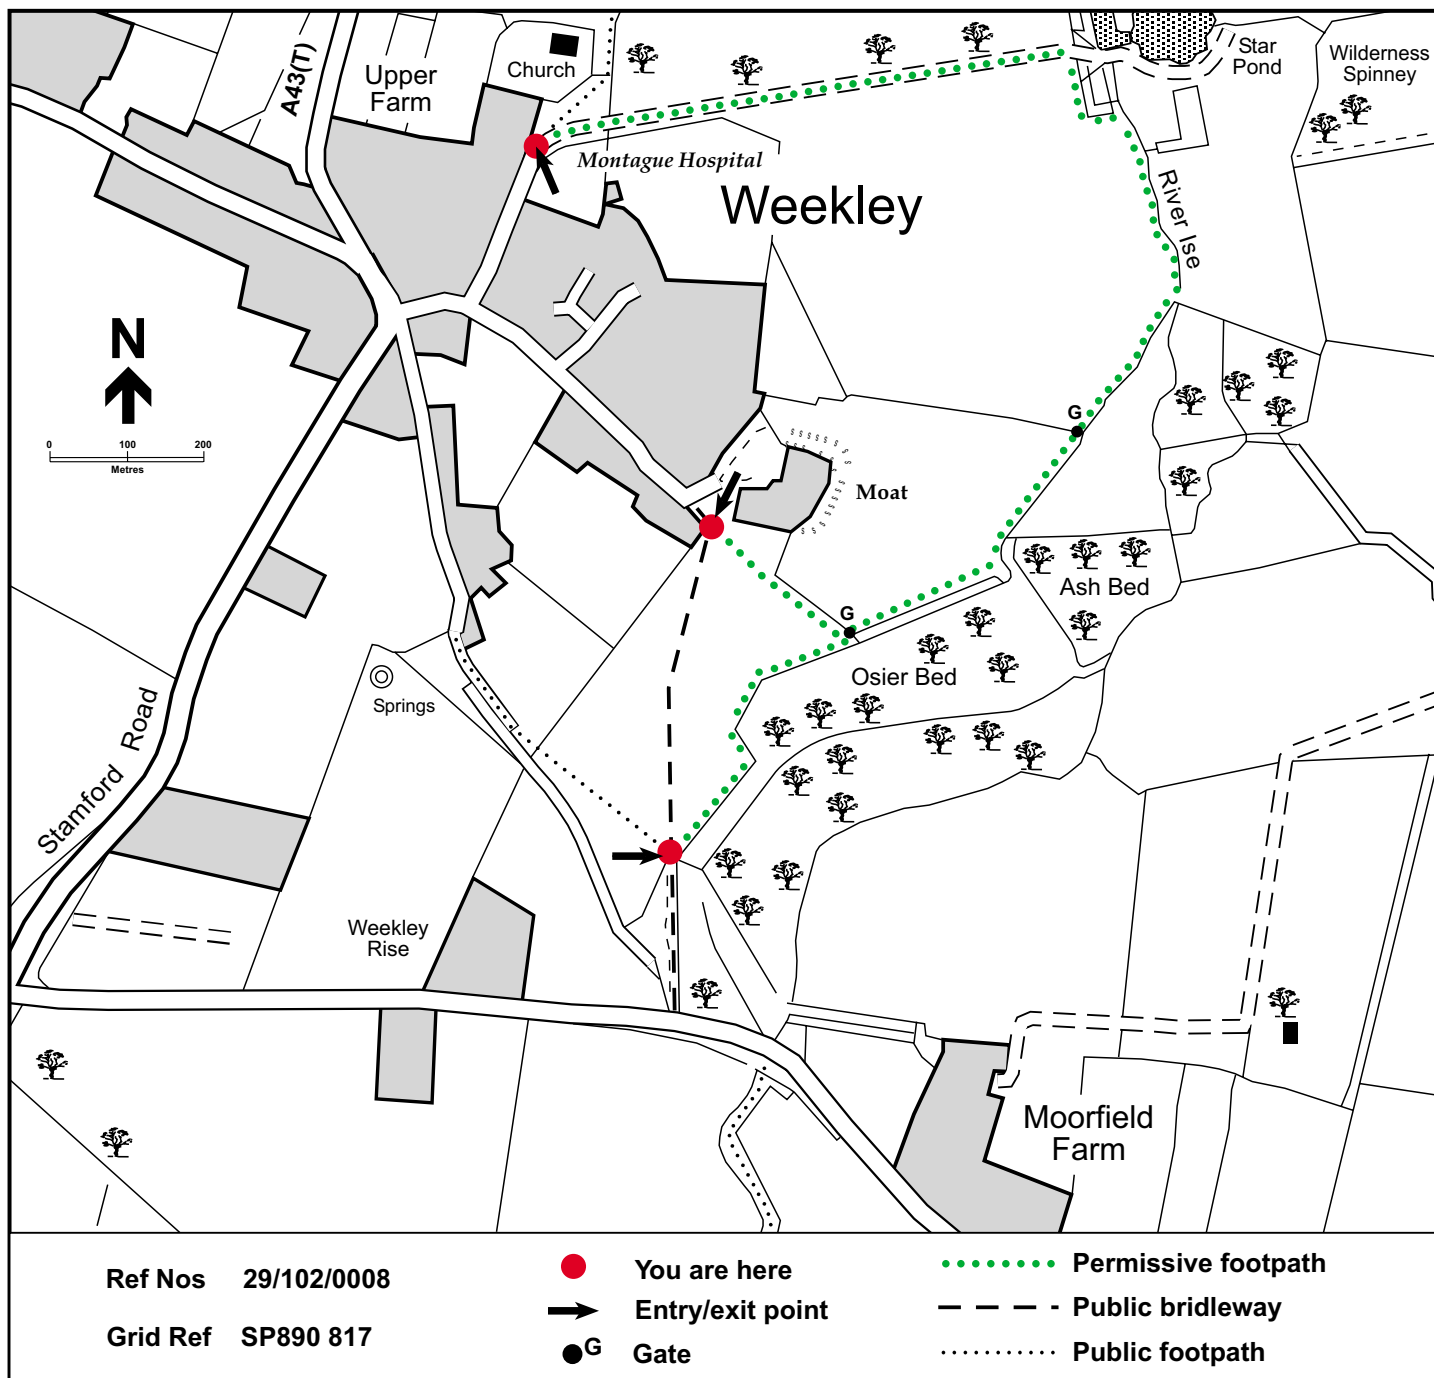 A43(T)
Upper
Farm
Church
Star
Pond
Wilderness
Spinney
Montague Hospital
Weekley
River Ise
N
0 100 200
Metres
G
Moat
Ash Bed
G
Osier Bed
Springs
Stamford Road
Weekley
Rise
Moorfield
Farm
Ref Nos 29/102/0008
Grid Ref SP890 817
You are here
Entry/exit point
G Gate
Permissive footpath
Public bridleway
Public footpath